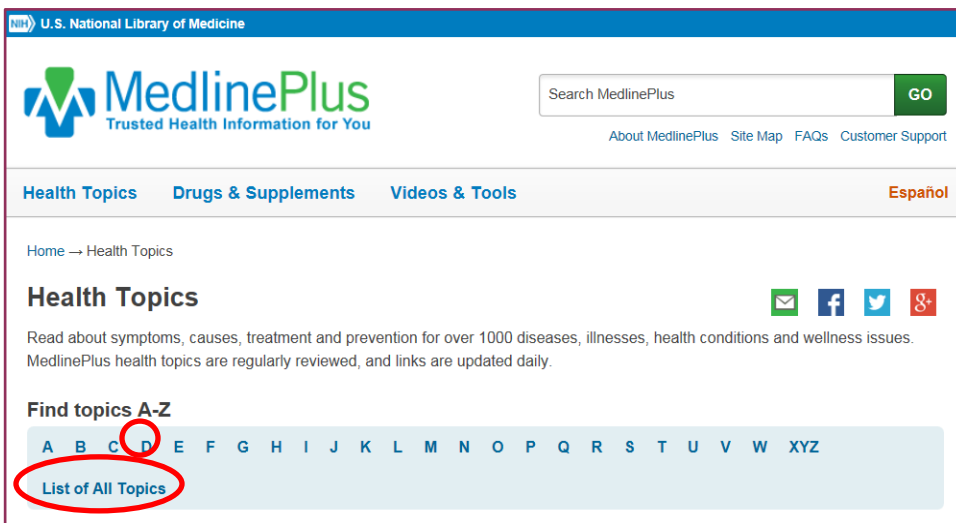 NIH U.S. National Library of Medicine
MedlinePlus
Trusted Health Information for You
Search MedlinePlus GO
About MedlinePlus Site Map FAQs Customer Support
Health Topics Drugs & Supplements Videos & Tools Español
Home → Health Topics
Health Topics
f 8+
Read about symptoms, causes, treatment and prevention for over 1000 diseases, illnesses, health conditions and wellness issues.
MedlinePlus health topics are regularly reviewed, and links are updated daily.
Find topics A-Z
A B C D E F G H I J K L M N O P Q R S T U V W XYZ
List of All Topics